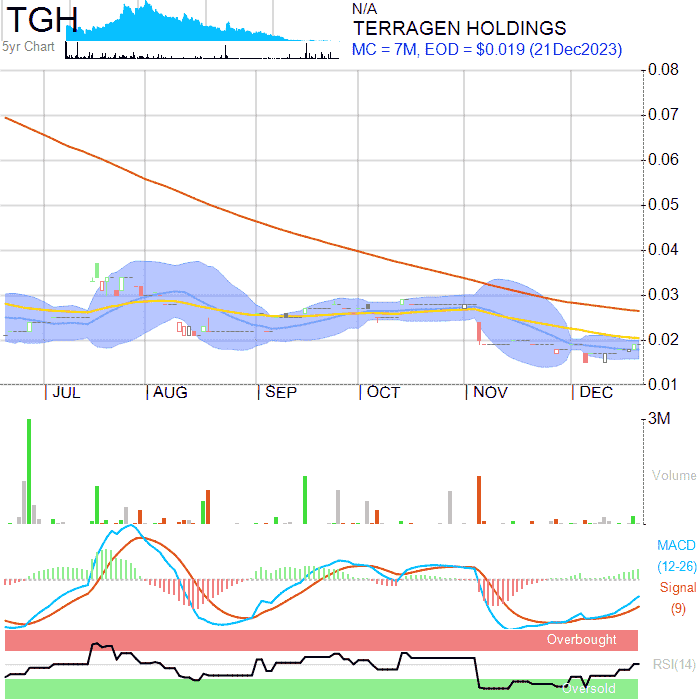 TGH
5yr Chart
N/A
TERRAGEN HOLDINGS
MC = 7M, EOD = $0.019 (21Dec2023)
0.08
0.07
0.06
0.05
0.04
0.03
0.02
0.01
JUL AUG SEP OCT NOV DEC
3M
Volume
MACD
(12-26)
Signal
(9)
Overbought
RSI(14)
Oversold